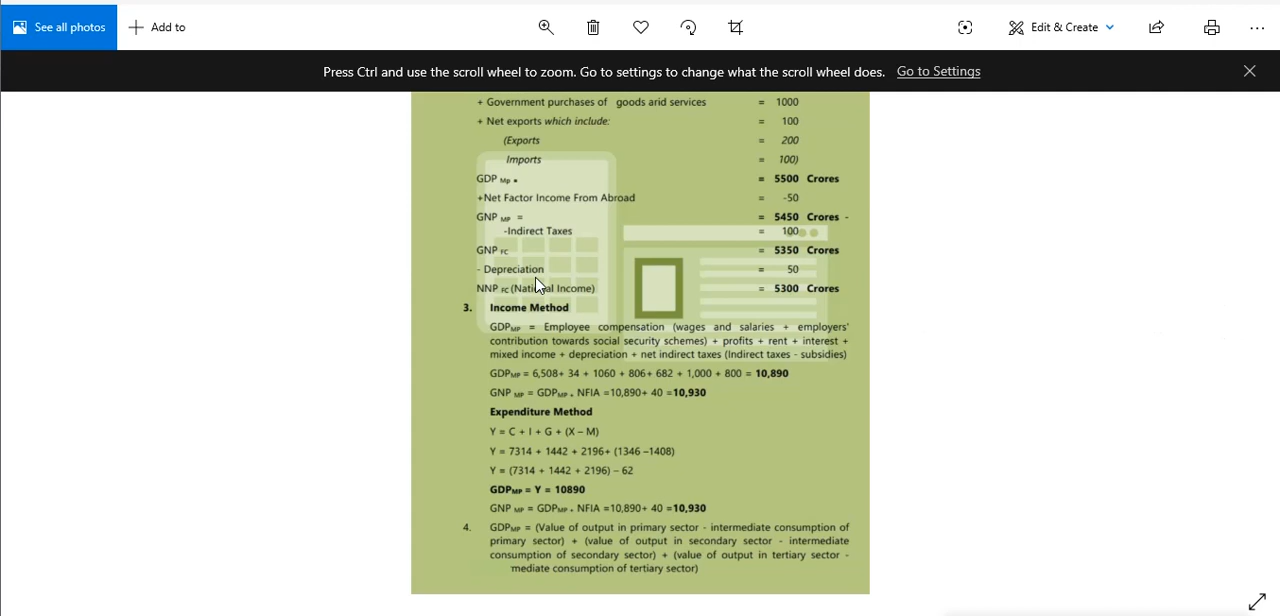 See all photos + Add to Edit & Create
Press Ctrl and use the scroll wheel to zoom. Go to settings to change what the scroll wheel does. Go to Settings
+ Government purchases of goods arid services = 1000
+ Net exports which include: = 100
(Exports = 200
Imports = 100)
GDP Mp = = 5500 Crores
+Net Factor Income From Abroad = -50
GNP MP = = 5450 Crores -
-Indirect Taxes = 100
GNP FC = 5350 Crores
- Depreciation = 50
NNP FC (National Income) = 5300 Crores
3. Income Method
GDPMP = Employee compensation (wages and salaries + employers'
contribution towards social security schemes) + profits + rent + interest +
mixed income + depreciation + net indirect taxes (Indirect taxes - subsidies)
GDPMP = 6,508+ 34 + 1060 + 806+ 682 + 1,000 + 800 = 10,890
GNP MP = GDPMP + NFIA =10,890+ 40 =10,930
Expenditure Method
Y = C + I + G + (X – M)
Y = 7314 + 1442 + 2196+ (1346 –1408)
Y = (7314 + 1442 + 2196) – 62
GDPMP = Y = 10890
GNP MP = GDPMP + NFIA =10,890+ 40 =10,930
4. GDPMP = (Value of output in primary sector - intermediate consumption of
primary sector) + (value of output in secondary sector - intermediate
consumption of secondary sector) + (value of output in tertiary sector -
mediate consumption of tertiary sector)